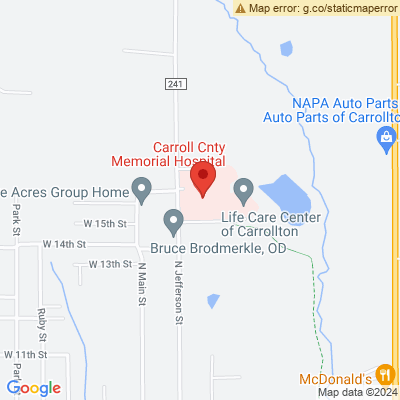 Map error: g.co/staticmaperror
241
NAPA Auto Parts
Auto Parts of Carrollt
Carroll Cnty
Memorial Hospital
e Acres Group Home
Life Care Center
of Carrollton
W 15th St
W 14th St
Bruce Brodmerkle, OD
W 13th St
Park St
N Main St
N Jefferson St
Ruby St
W 11th St
McDonald's
Google
Map data ©2024